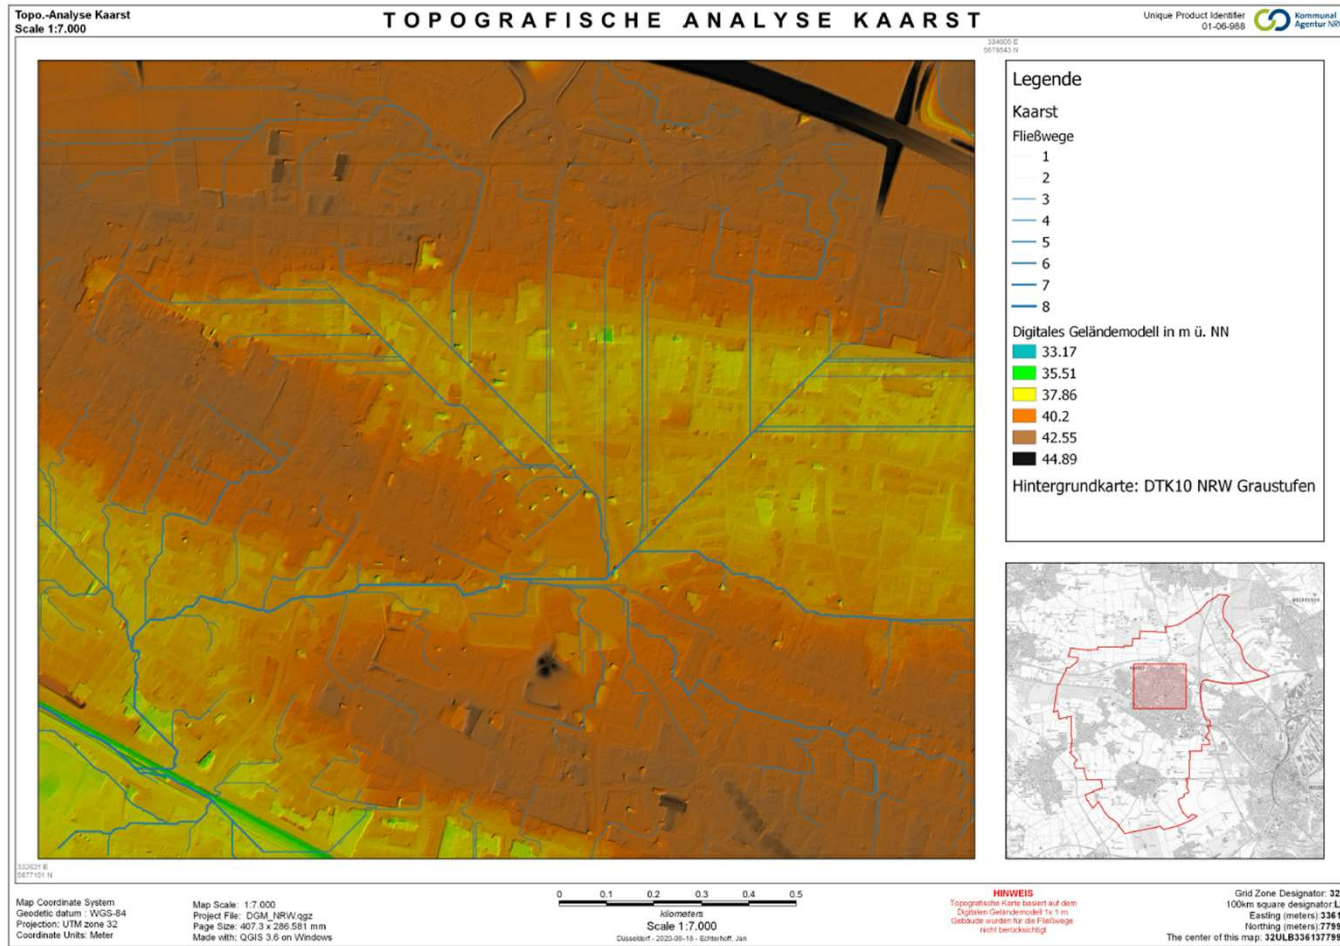 Topo.-Analyse Kaarst
Scale 1:7.000
TOPOGRAFISCHE ANALYSE KAARST
Unique Product Identifier
01-06-988
Kommunal
Agentur NRW
5678543 N
Legende
Kaarst
Fließwege
1
2
3
4
5
6
7
8
Digitales Geländemodell in m ü. NN
33.17
35.51
37.86
40.2
42.55
44.89
Hintergrundkarte: DTK10 NRW Graustufen
332621 E
5677101 N
Map Coordinate System
Geodetic datum : WGS-84
Projection: UTM zone 32
Coordinate Units: Meter
Map Scale: 1:7.000
Project File: DGM_NRW.qgz
Page Size: 407.3 x 286.581 mm
Made with: QGIS 3.6 on Windows
0 0.1 0.2 0.3 0.4 0.5
kilometers
Scale 1:7.000
Düsseldorf - 2020-09-18 - Echterhoff, Jan
HINWEIS
Topografische Karte basiert auf dem
Digitalen Geländemodell 1x 1 m
Gebäude wurden für die Fließwege
nicht berücksichtigt
Grid Zone Designator: 32
100km square designator:L
Easting (meters):3361
Northing (meters):7799
The center of this map: 32ULB336137799